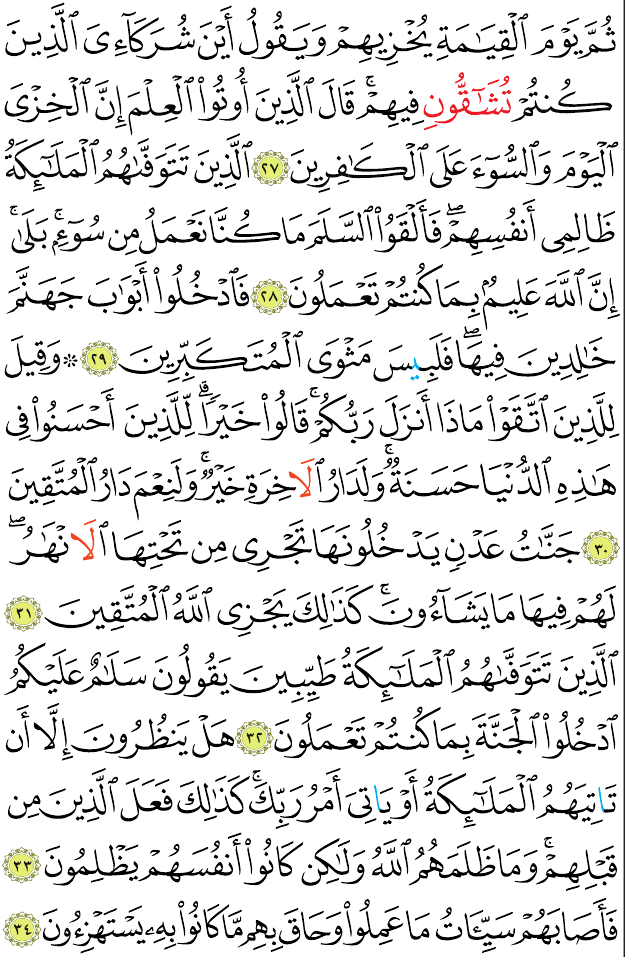 ثُمَّ يَوْمَ ٱلْقِيَٰمَةِ يُخْزِيهِمْ وَيَقُولُ أَيْنَ شُرَكَآءِىَ ٱلَّذِينَ
كُنتُمْ تُشَٰٓقُّونِ فِيهِمْ ۚ قَالَ ٱلَّذِينَ أُوتُوا۟ ٱلْعِلْمَ إِنَّ ٱلْخِزْىَ
ٱلْيَوْمَ وَٱلسُّوٓءَ عَلَى ٱلْكَٰفِرِينَ ٢٧ ٱلَّذِينَ تَتَوَفَّىٰهُمُ ٱلْمَلَٰٓئِكَةُ
ظَالِمِىٓ أَنفُسِهِمْ ۖ فَأَلْقَوُا۟ ٱلسَّلَمَ مَا كُنَّا نَعْمَلُ مِن سُوٓءٍۭ ۚ بَلَىٰٓ ۚ
إِنَّ ٱللَّهَ عَلِيمٌۢ بِمَا كُنتُمْ تَعْمَلُونَ ٢٨ فَٱدْخُلُوٓا۟ أَبْوَٰبَ جَهَنَّمَ
خَٰلِدِينَ فِيهَا ۖ فَلَبِيسَ مَثْوَى ٱلْمُتَكَبِّرِينَ ٢٩ ۞ وَقِيلَ
لِلَّذِينَ ٱتَّقَوْا۟ مَاذَآ أَنزَلَ رَبُّكُمْ ۚ قَالُوا۟ خَيْرًا ۗ لِّلَّذِينَ أَحْسَنُوا۟ فِى
هَٰذِهِ ٱلدُّنْيَا حَسَنَةٌ ۚ وَلَدَارُ ٱلَاخِرَةِ خَيْرٌ ۚ وَلَنِعْمَ دَارُ ٱلْمُتَّقِينَ
٣٠ جَنَّٰتُ عَدْنٍ يَدْخُلُونَهَا تَجْرِى مِن تَحْتِهَا ٱلَانْهَٰرُ ۖ
لَهُمْ فِيهَا مَا يَشَآءُونَ ۚ كَذَٰلِكَ يَجْزِى ٱللَّهُ ٱلْمُتَّقِينَ ٣١
ٱلَّذِينَ تَتَوَفَّىٰهُمُ ٱلْمَلَٰٓئِكَةُ طَيِّبِينَ يَقُولُونَ سَلَٰمٌ عَلَيْكُمُ
ٱدْخُلُوا۟ ٱلْجَنَّةَ بِمَا كُنتُمْ تَعْمَلُونَ ٣٢ هَلْ يَنظُرُونَ إِلَّآ أَن
تَاتِيَهُمُ ٱلْمَلَٰٓئِكَةُ أَوْ يَاتِىَ أَمْرُ رَبِّكَ ۚ كَذَٰلِكَ فَعَلَ ٱلَّذِينَ مِن
قَبْلِهِمْ ۚ وَمَا ظَلَمَهُمُ ٱللَّهُ وَلَٰكِن كَانُوٓا۟ أَنفُسَهُمْ يَظْلِمُونَ ٣٣
فَأَصَابَهُمْ سَيِّـَٔاتُ مَا عَمِلُوا۟ وَحَاقَ بِهِم مَّا كَانُوا۟ بِهِۦ يَسْتَهْزِءُونَ ٣٤